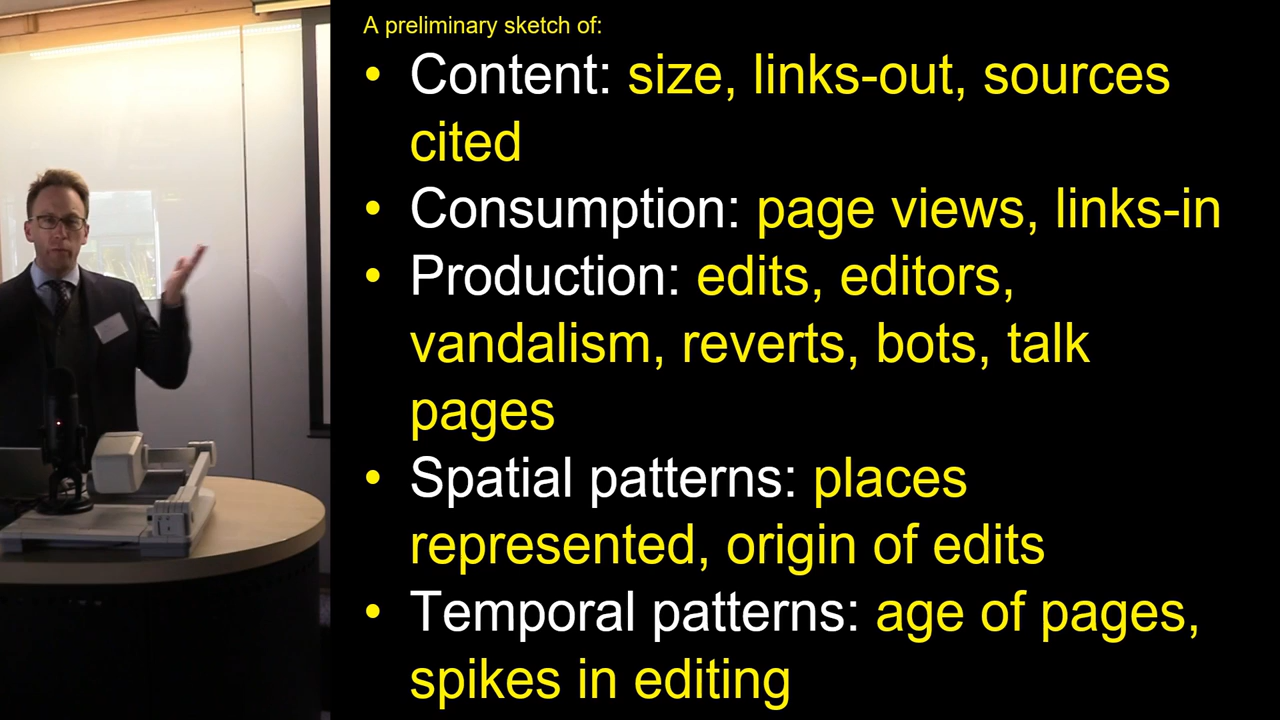 A preliminary sketch of:
• Content: size, links-out, sources
cited
• Consumption: page views, links-in
• Production: edits, editors,
vandalism, reverts, bots, talk
pages
• Spatial patterns: places
represented, origin of edits
• Temporal patterns: age of pages,
spikes in editing